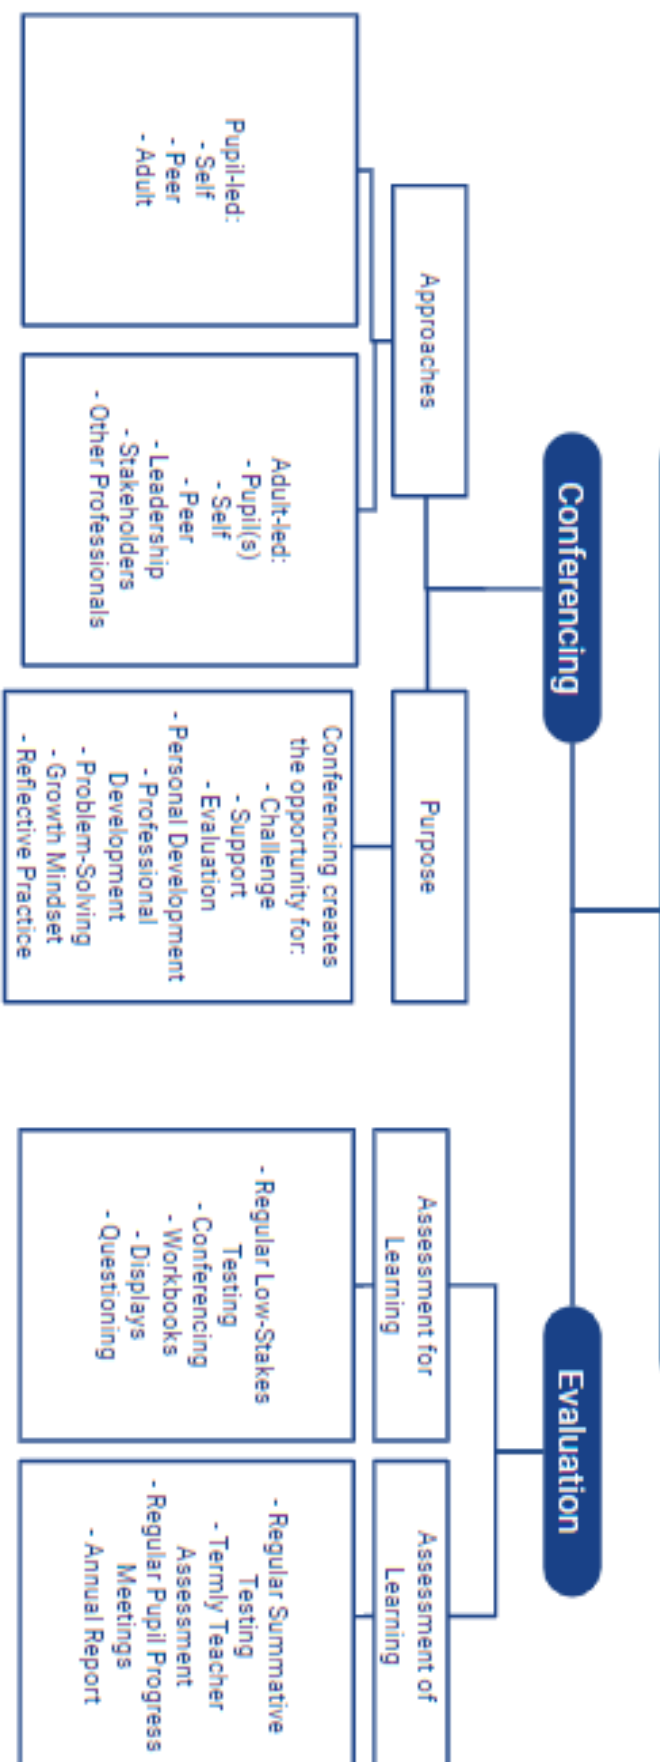 Conferencing
Evaluation
Approaches
Purpose
Assessment for
Learning
Assessment of
Learning
Pupil-led:
- Self
- Peer
- Adult
Adult-led:
- Pupil(s)
- Self
- Peer
- Leadership
- Stakeholders
- Other Professionals
Conferencing creates
the opportunity for:
- Challenge
- Support
- Evaluation
- Personal Development
- Professional
Development
- Problem-Solving
- Growth Mindset
- Reflective Practice
- Regular Low-Stakes
Testing
- Conferencing
- Workbooks
- Displays
- Questioning
- Regular Summative
Testing
- Termly Teacher
Assessment
- Regular Pupil Progress
Meetings
- Annual Report